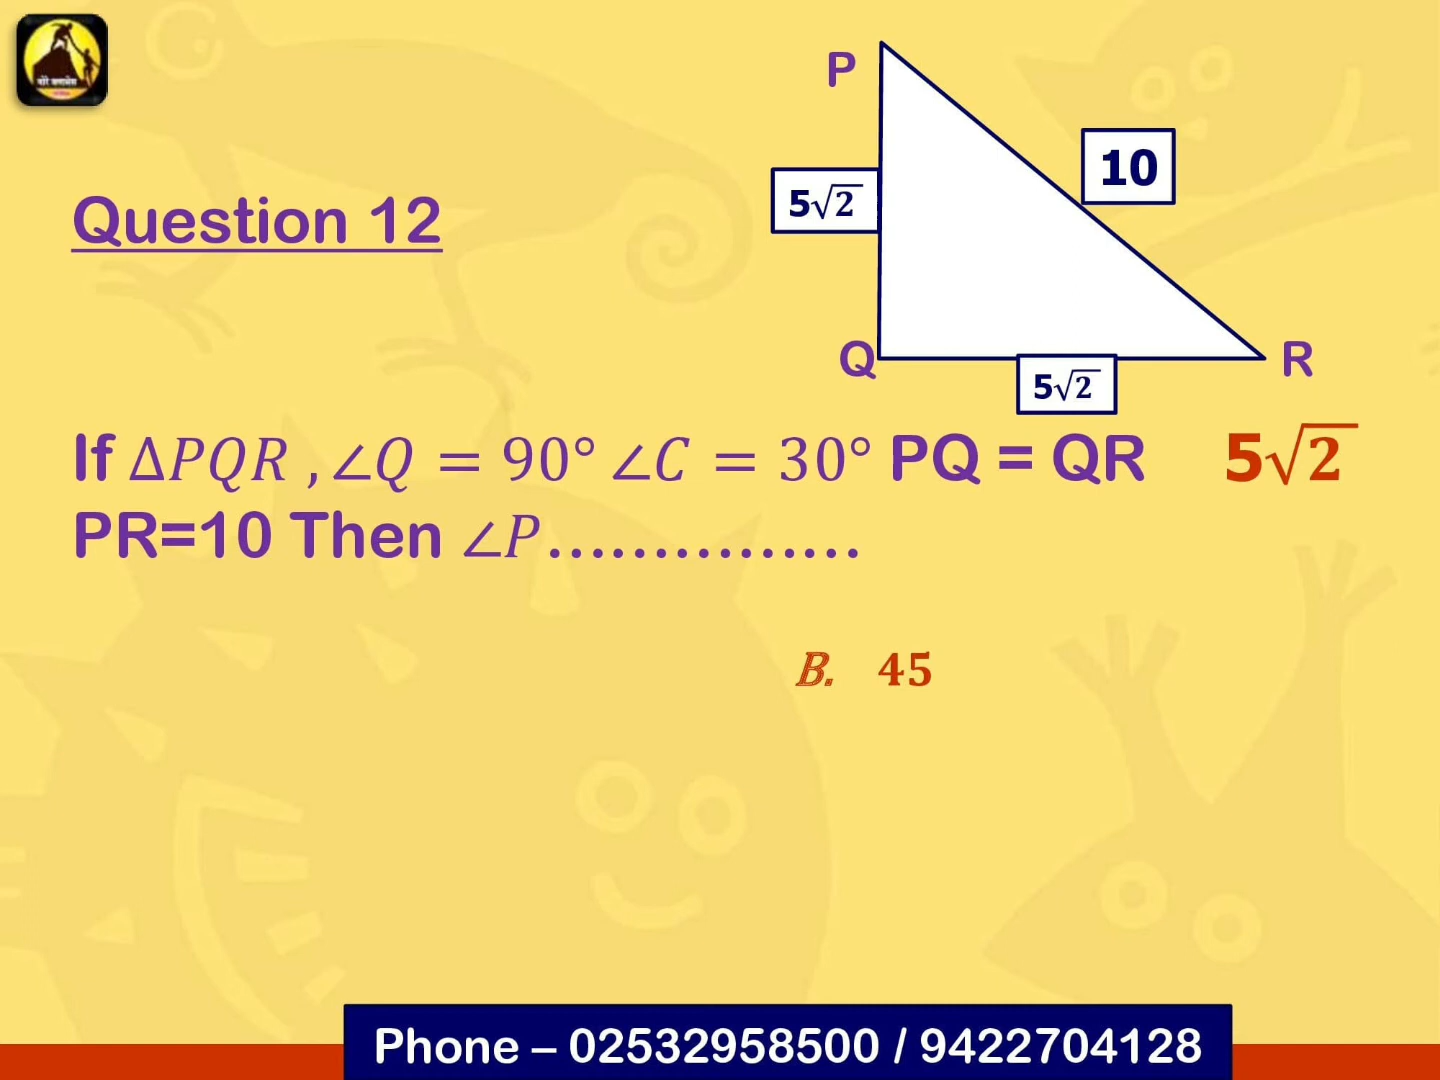 P
10
5√2
Question 12
Q
R
5√2
If ∆PQR , ∠Q = 90° ∠C = 30° PQ = QR 5√2
PR=10 Then ∠P...............
B. 45
Phone – 02532958500 / 9422704128